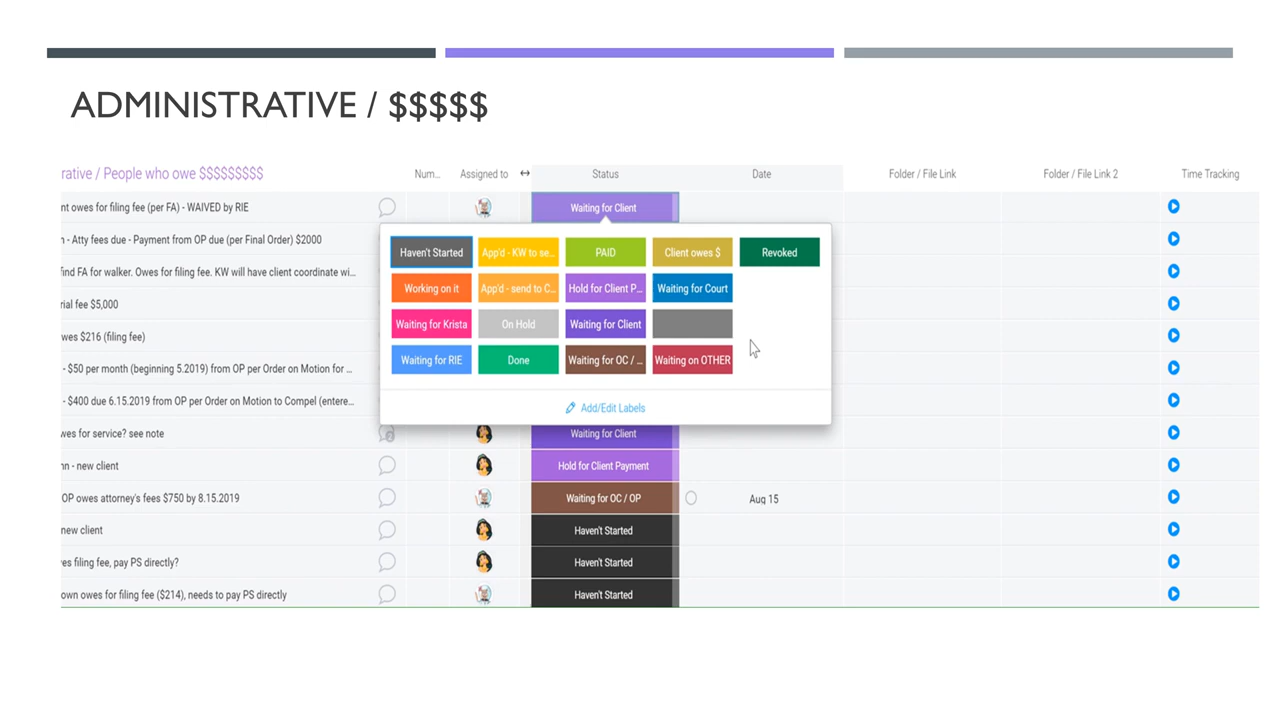 ADMINISTRATIVE / $$$$$
rative / People who owe $$$$$$$$$ Num... Assigned to Status Date Folder / File Link Folder / File Link 2 Time Tracking
nt owes for filing fee (per FA) - WAIVED by RIE Waiting for Client
n - Atty fees due - Payment from OP due (per Final Order) $2000
find FA for walker. Owes for filing fee. KW will have client coordinate wi...
rial fee $5,000
wes $216 (filing fee)
- $50 per month (beginning 5.2019) from OP per Order on Motion for ...
- $400 due 6.15.2019 from OP per Order on Motion to Compel (entere...
Haven't Started App'd - KW to se... PAID Client owes $ Revoked
Working on it App'd - send to C... Hold for Client P... Waiting for Court
Waiting for Krista On Hold Waiting for Client
Waiting for RIE Done Waiting for OC / ... Waiting on OTHER
Add/Edit Labels
wes for service? see note Waiting for Client
nn - new client Hold for Client Payment
OP owes attorney's fees $750 by 8.15.2019 Waiting for OC / OP Aug 15
new client Haven't Started
es filing fee, pay PS directly? Haven't Started
own owes for filing fee ($214), needs to pay PS directly Haven't Started